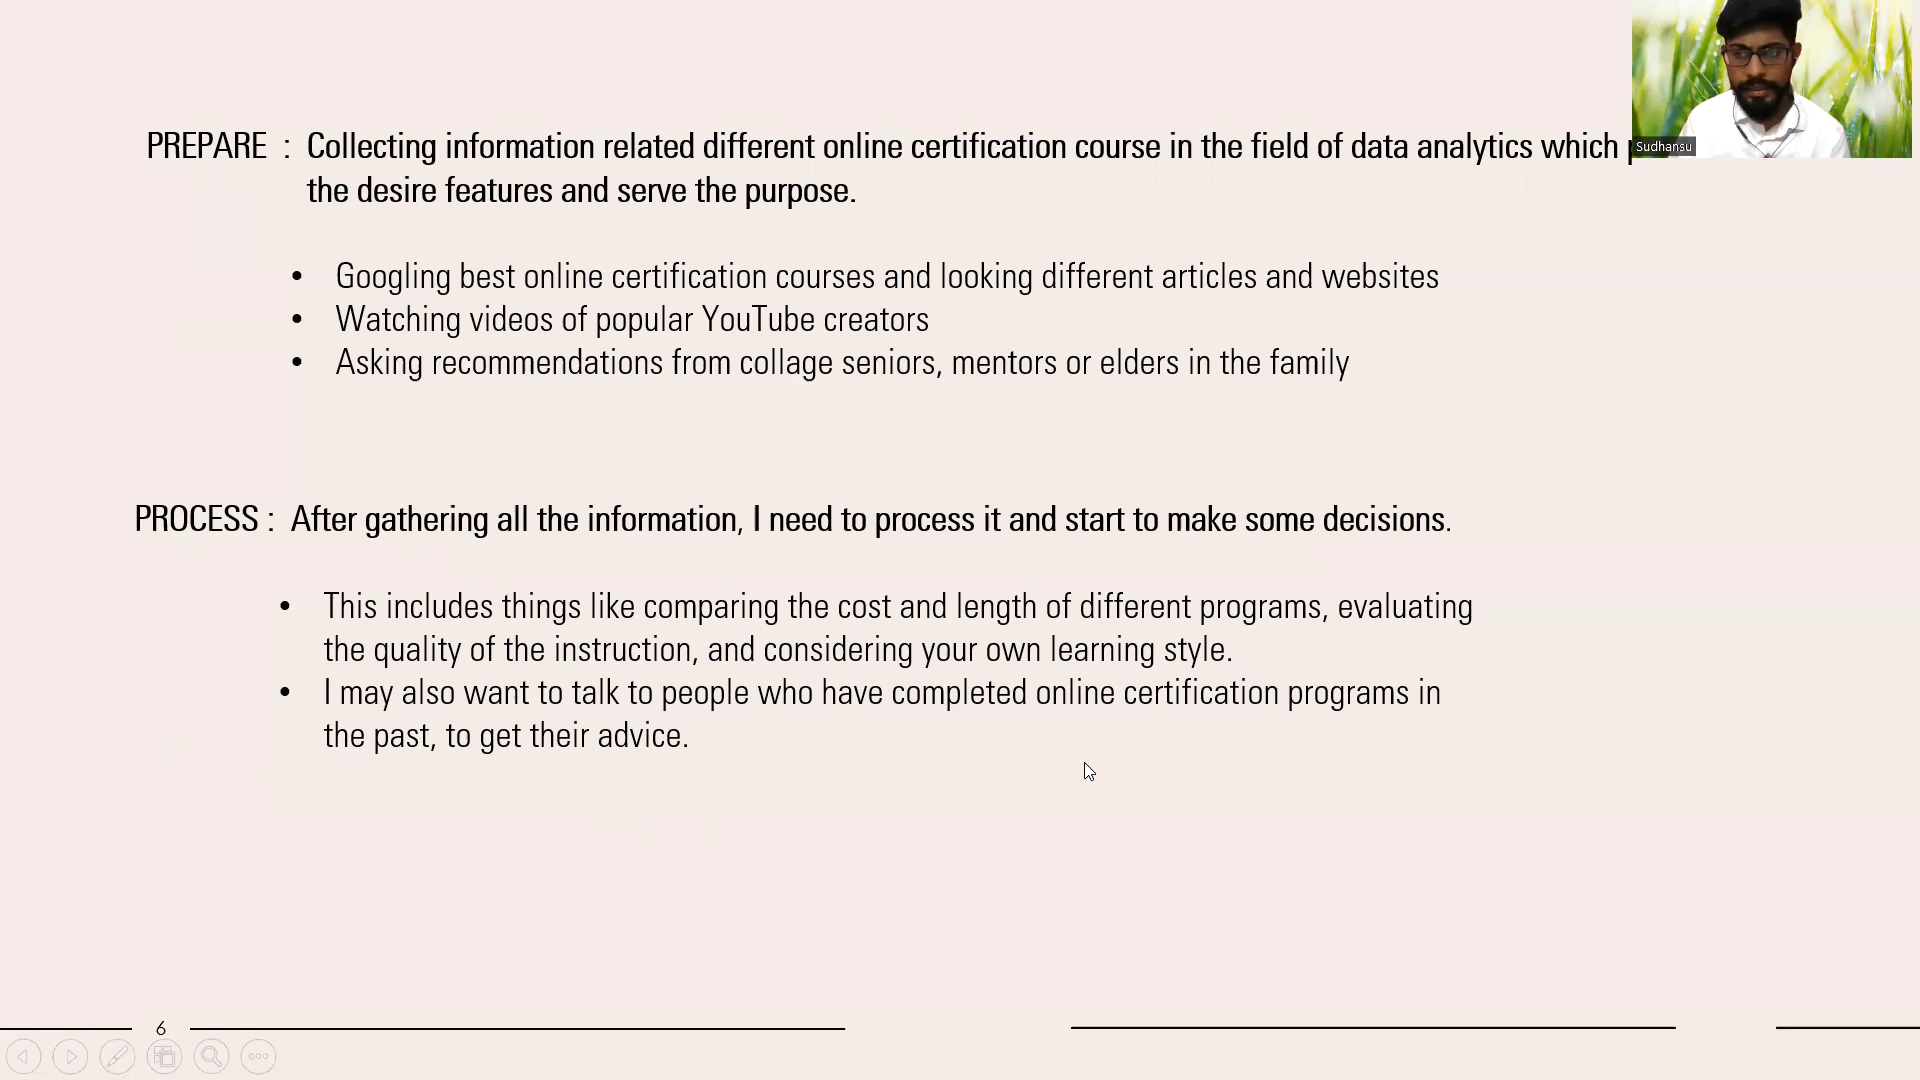 PREPARE : Collecting information related different online certification course in the field of data analytics which
the desire features and serve the purpose.
• Googling best online certification courses and looking different articles and websites
• Watching videos of popular YouTube creators
• Asking recommendations from collage seniors, mentors or elders in the family
PROCESS : After gathering all the information, I need to process it and start to make some decisions.
• This includes things like comparing the cost and length of different programs, evaluating
the quality of the instruction, and considering your own learning style.
• I may also want to talk to people who have completed online certification programs in
the past, to get their advice.
6
Sudhansu